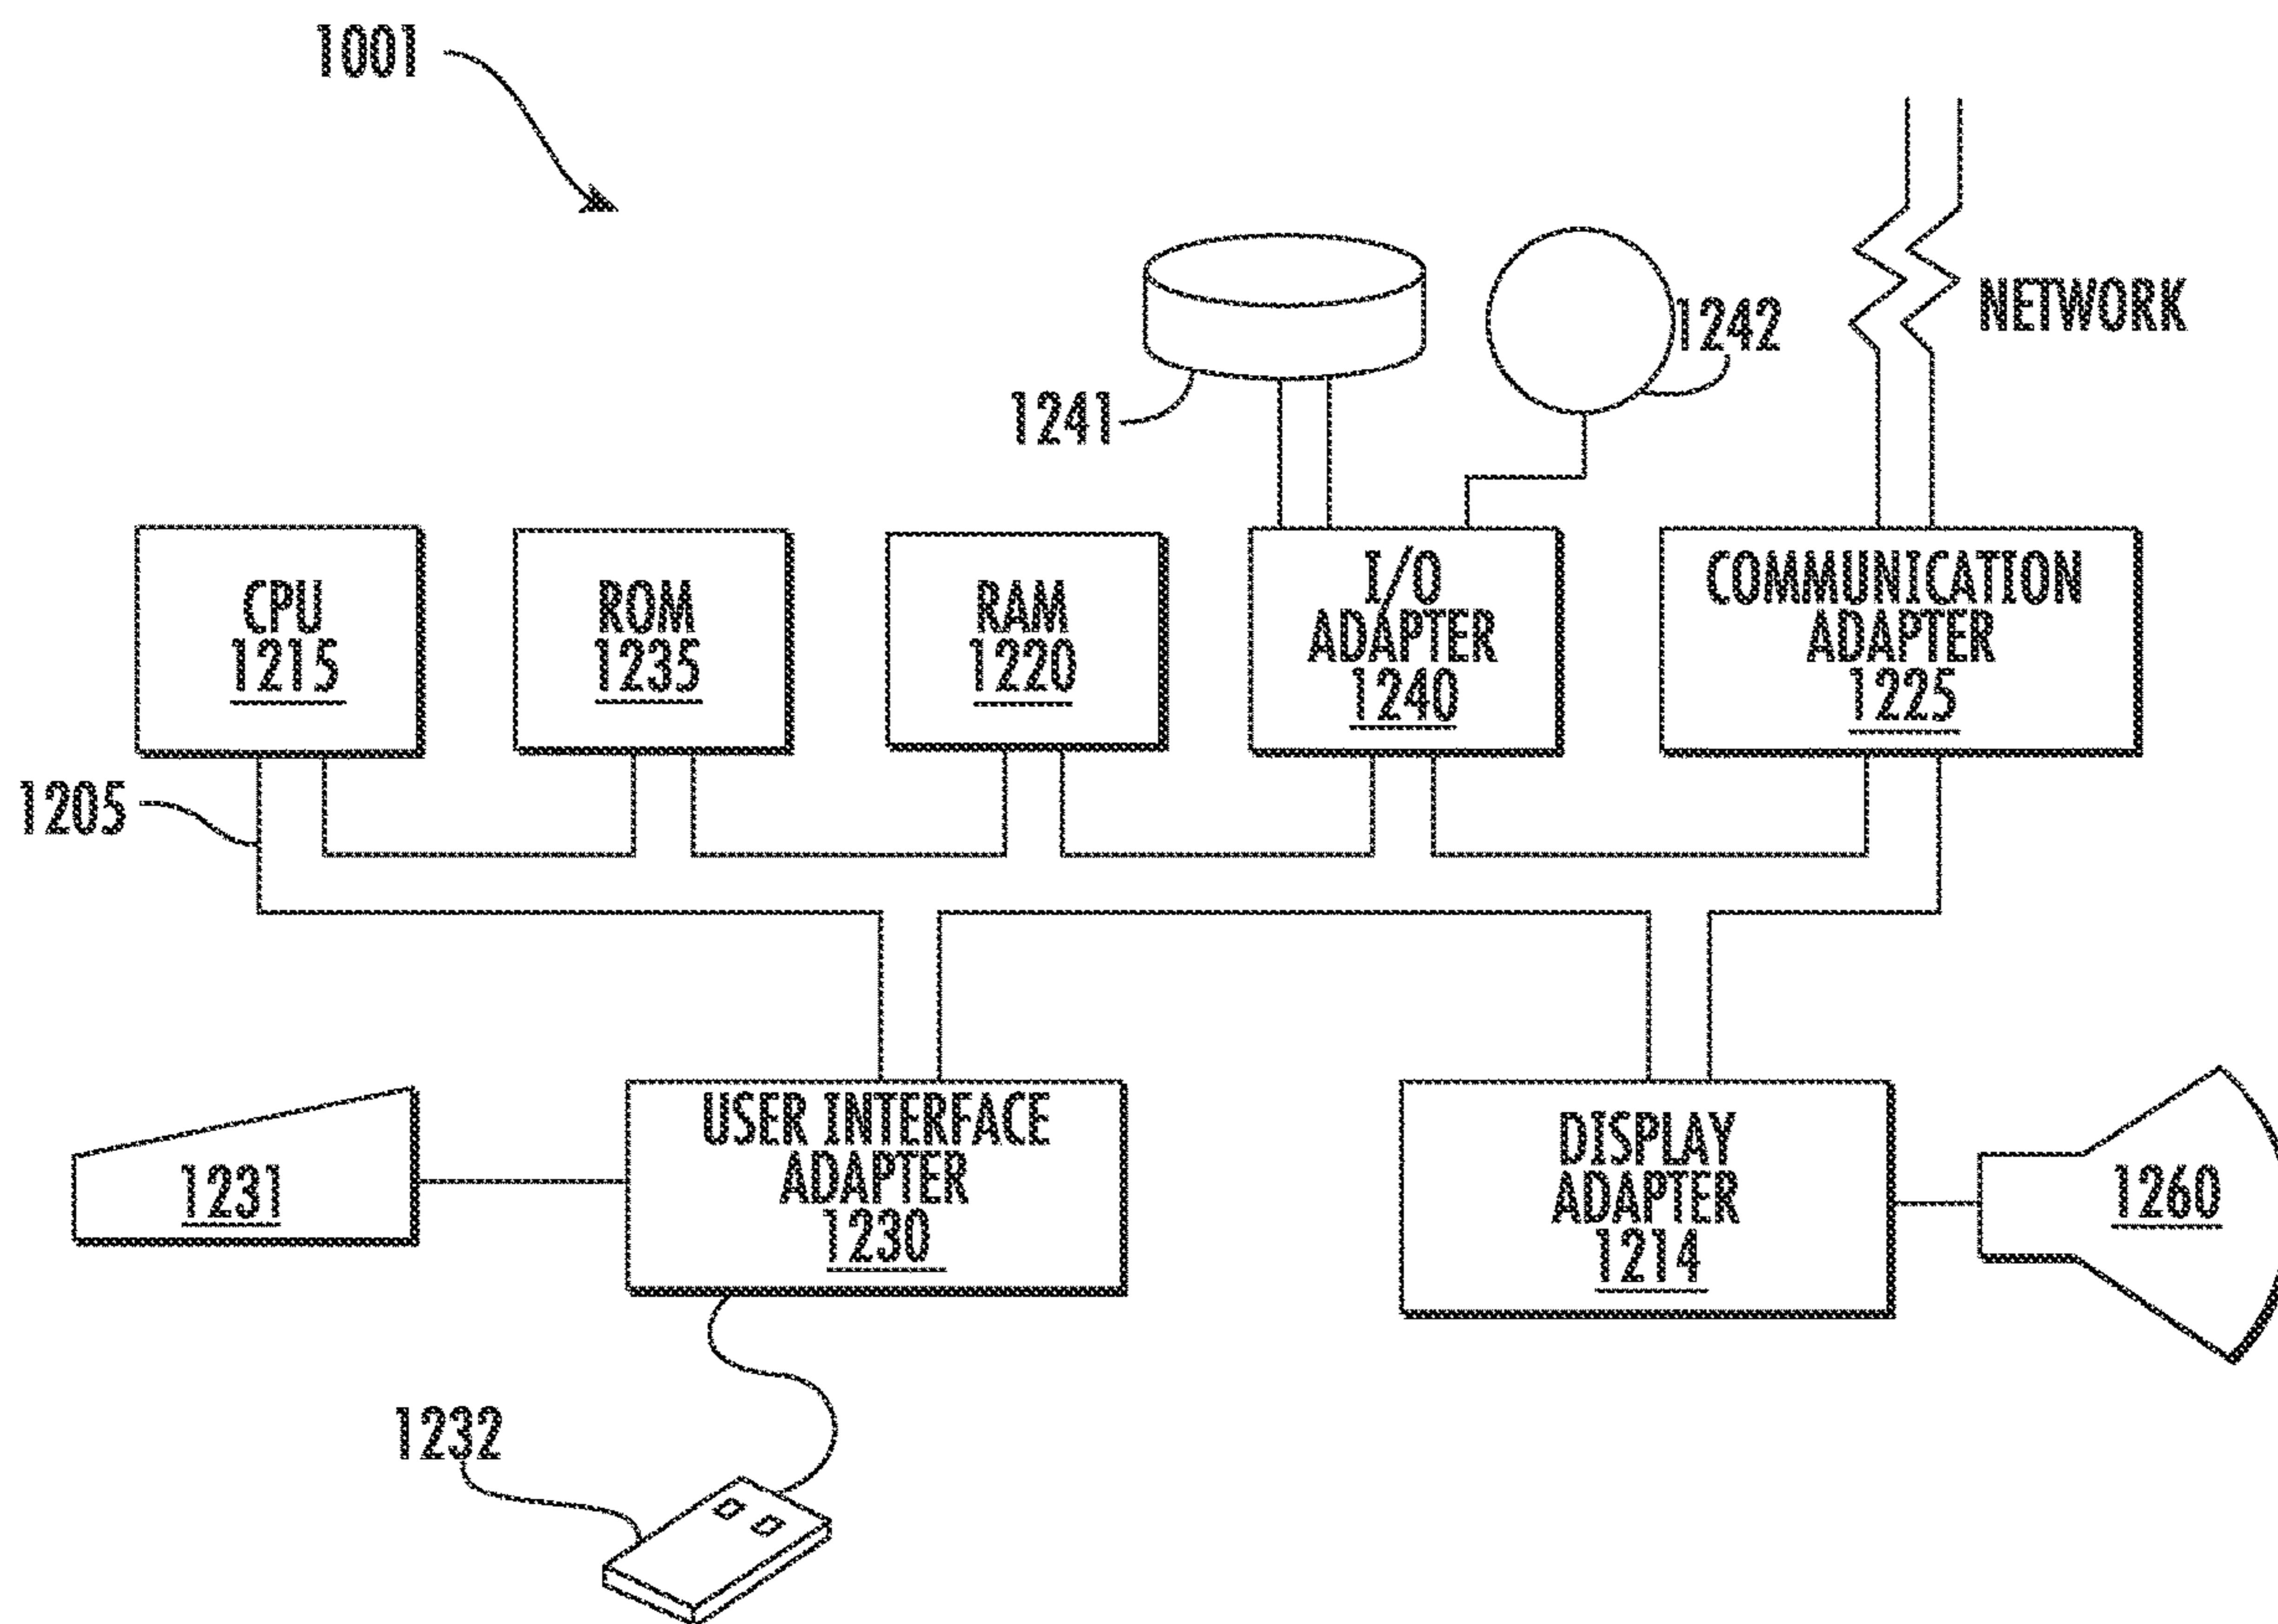 1001
NETWORK
1242
1241
CPU
1215
ROM
1235
RAM
1220
I/O
ADAPTER
1240
COMMUNICATION
ADAPTER
1225
1205
1231
USER INTERFACE
ADAPTER
1230
DISPLAY
ADAPTER
1214
1260
1232